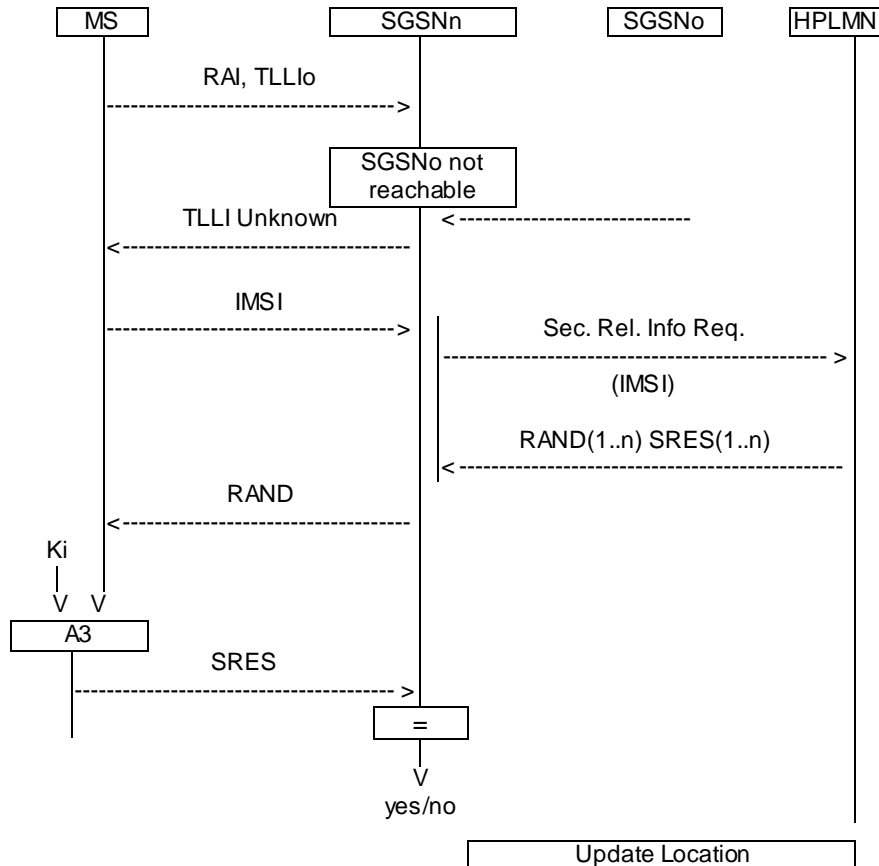 MS SGSNn SGSNo HPLMN
RAI, TLLIo
SGSNo not
reachable
TLLI Unknown
IMSI
Sec. Rel. Info Req.
(IMSI)
RAND(1..n) SRES(1..n)
RAND
Ki
V V
A3
SRES
=
V
yes/no
Update Location